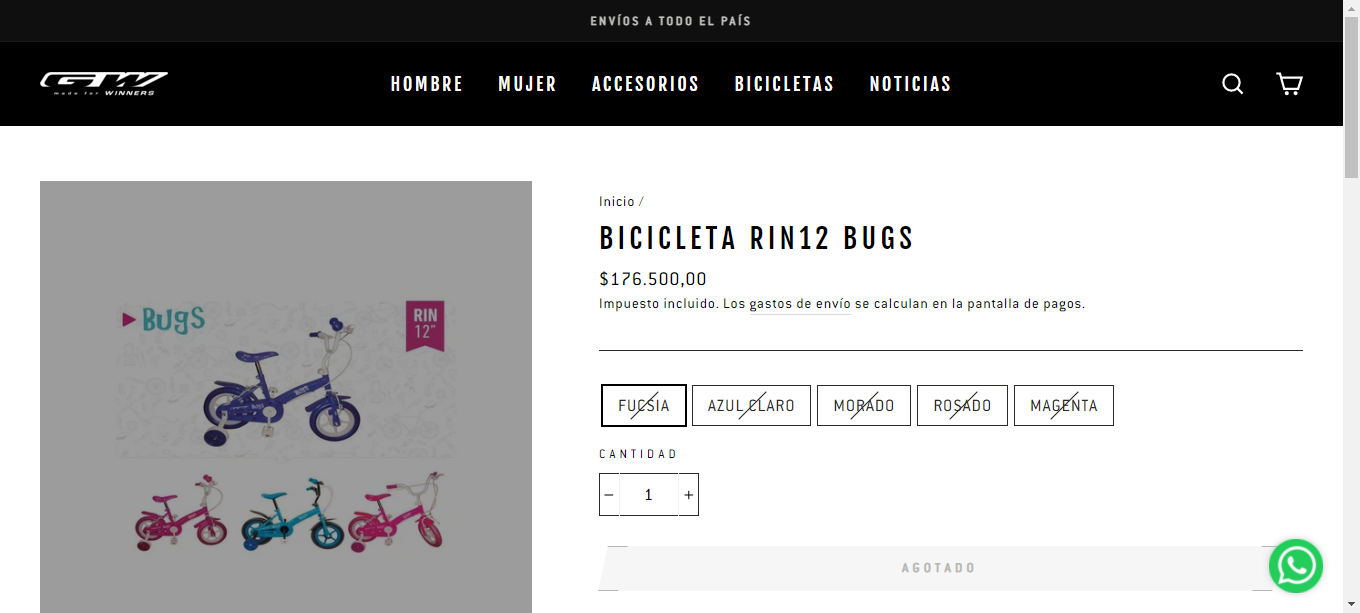 ENVÍOS A TODO EL PAÍS
GW
made for WINNERS
HOMBRE MUJER ACCESORIOS BICICLETAS NOTICIAS
Inicio /
BICICLETA RIN12 BUGS
$176.500,00
Impuesto incluido. Los gastos de envío se calculan en la pantalla de pagos.
BUGS
RIN
12"
FUCSIA AZUL CLARO MORADO ROSADO MAGENTA
CANTIDAD
− 1 +
AGOTADO